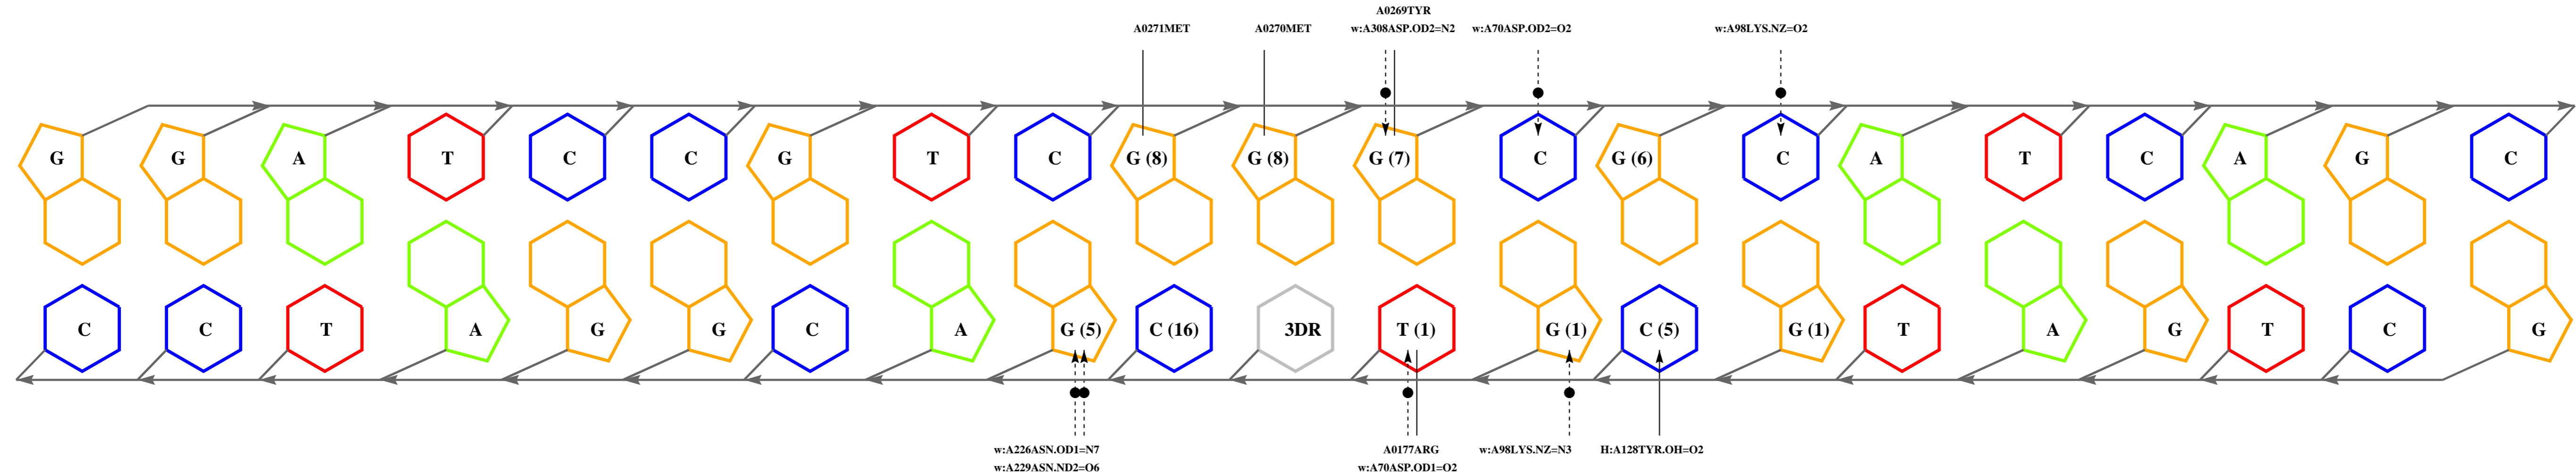 A0269TYR
A0271MET A0270MET w:A308ASP.OD2=N2 w:A70ASP.OD2=O2 w:A98LYS.NZ=O2
G G A T C C G T C G (8) G (8) G (7) C G (6) C A T C A G C
C C T A G G C A G (5) C (16) 3DR T (1) G (1) C (5) G (1) T A G T C G
w:A226ASN.OD1=N7 A0177ARG w:A98LYS.NZ=N3 H:A128TYR.OH=O2
w:A229ASN.ND2=O6 w:A70ASP.OD1=O2